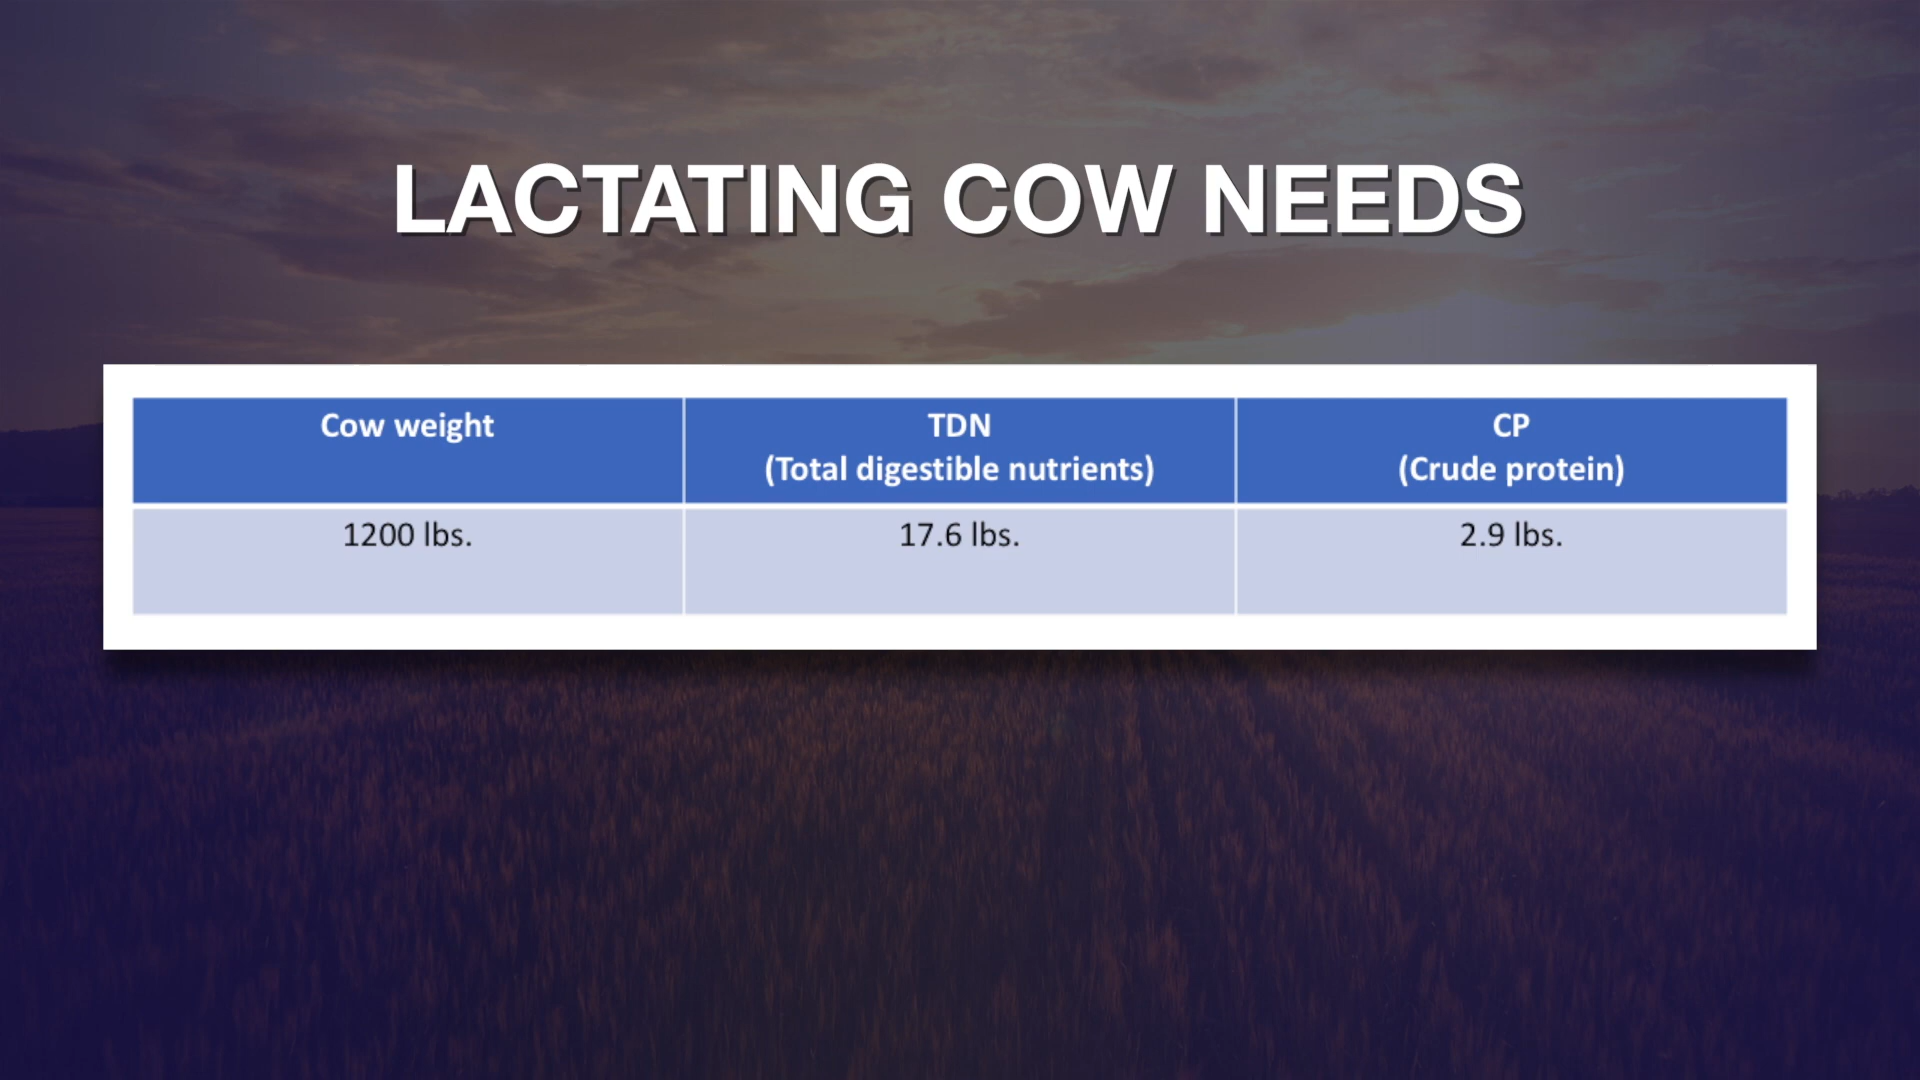 LACTATING COW NEEDS
Cow weight
TDN
(Total digestible nutrients)
CP
(Crude protein)
1200 lbs.
17.6 lbs.
2.9 lbs.